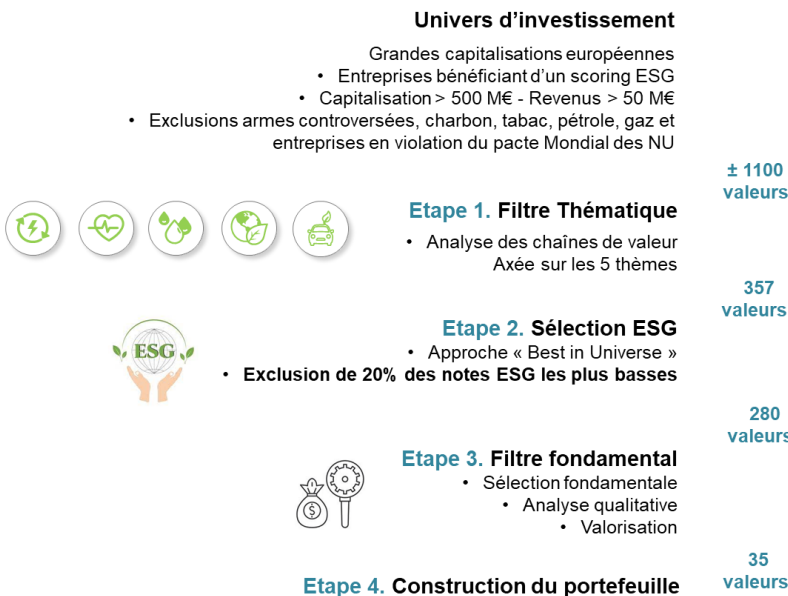 Univers d'investissement
Grandes capitalisations européennes
• Entreprises bénéficiant d'un scoring ESG
• Capitalisation > 500 M€ - Revenus > 50 M€
• Exclusions armes controversées, charbon, tabac, pétrole, gaz et
entreprises en violation du pacte Mondial des NU
± 1100
valeurs
Etape 1. Filtre Thématique
• Analyse des chaînes de valeur
Axée sur les 5 thèmes
357
valeurs
Etape 2. Sélection ESG
ESG
• Approche « Best in Universe »
• Exclusion de 20% des notes ESG les plus basses
280
valeurs
Etape 3. Filtre fondamental
• Sélection fondamentale
• Analyse qualitative
• Valorisation
$
35
valeurs
Etape 4. Construction du portefeuille